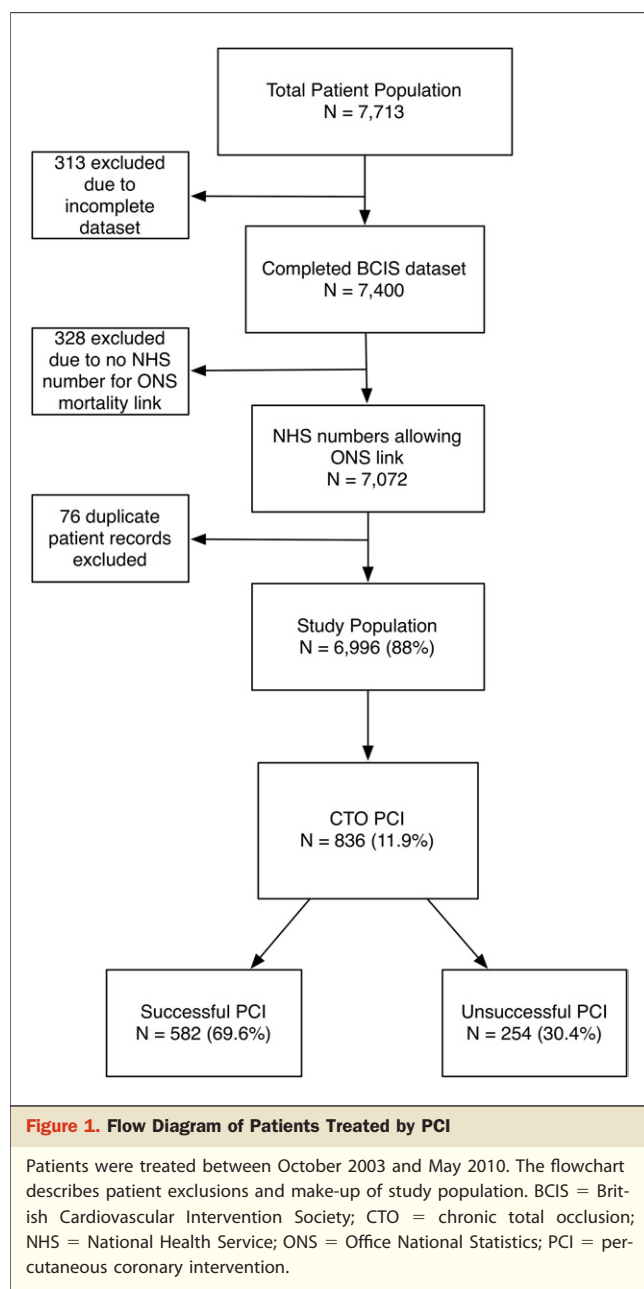 Total Patient Population
N = 7,713
313 excluded
due to
incomplete
dataset
Completed BCIS dataset
N = 7,400
328 excluded
due to no NHS
number for ONS
mortality link
NHS numbers allowing
ONS link
N = 7,072
76 duplicate
patient records
excluded
Study Population
N = 6,996 (88%)
CTO PCI
N = 836 (11.9%)
Successful PCI
N = 582 (69.6%)
Unsuccessful PCI
N = 254 (30.4%)
Figure 1. Flow Diagram of Patients Treated by PCI
Patients were treated between October 2003 and May 2010. The flowchart
describes patient exclusions and make-up of study population. BCIS = Brit-
ish Cardiovascular Intervention Society; CTO = chronic total occlusion;
NHS = National Health Service; ONS = Office National Statistics; PCI = per-
cutaneous coronary intervention.